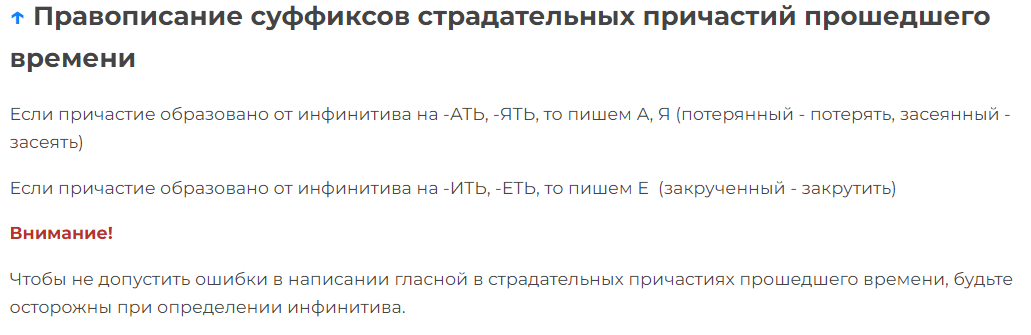 ↑ Правописание суффиксов страдательных причастий прошедшего
времени
Если причастие образовано от инфинитива на -АТЬ, -ЯТЬ, то пишем А, Я (потерянный - потерять, засеянный -
засеять)
Если причастие образовано от инфинитива на -ИТЬ, -ЕТЬ, то пишем Е  (закрученный - закрутить)
Внимание!
Чтобы не допустить ошибки в написании гласной в страдательных причастиях прошедшего времени, будьте
осторожны при определении инфинитива.